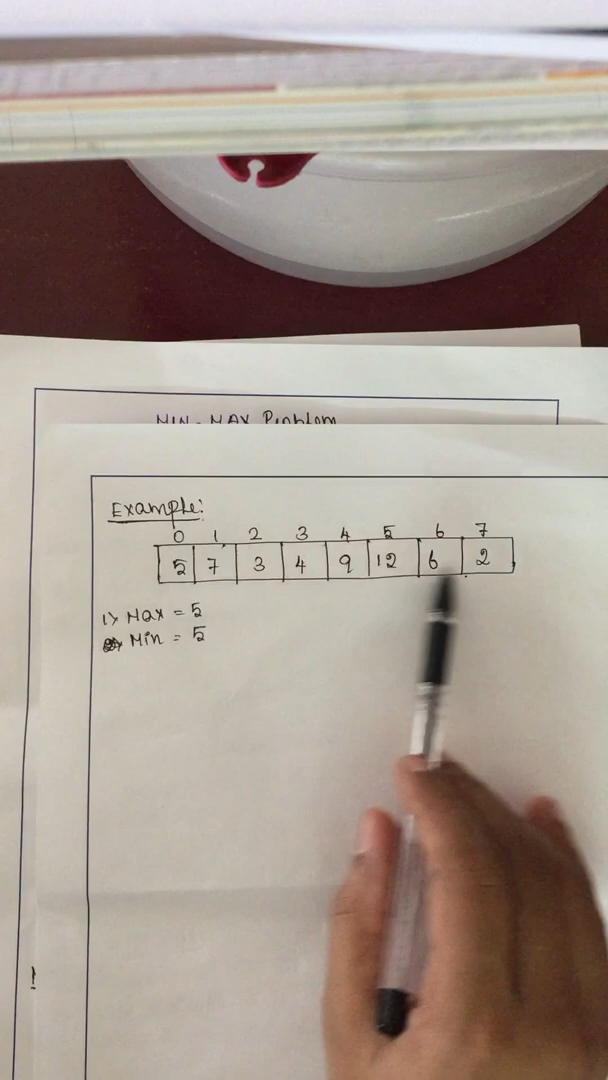 MIN - MAX Problem
Example:
0 1 2 3 4 5 6 7
5 7 3 4 9 12 6 2
1) Max = 5
Min = 5